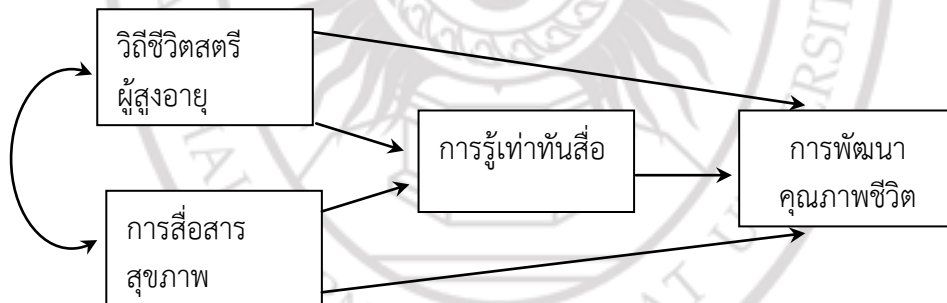 วิถีชีวิตสตรี
ผู้สูงอายุ
การรู้เท่าทันสื่อ
การพัฒนา
คุณภาพชีวิต
การสื่อสาร
สุขภาพ